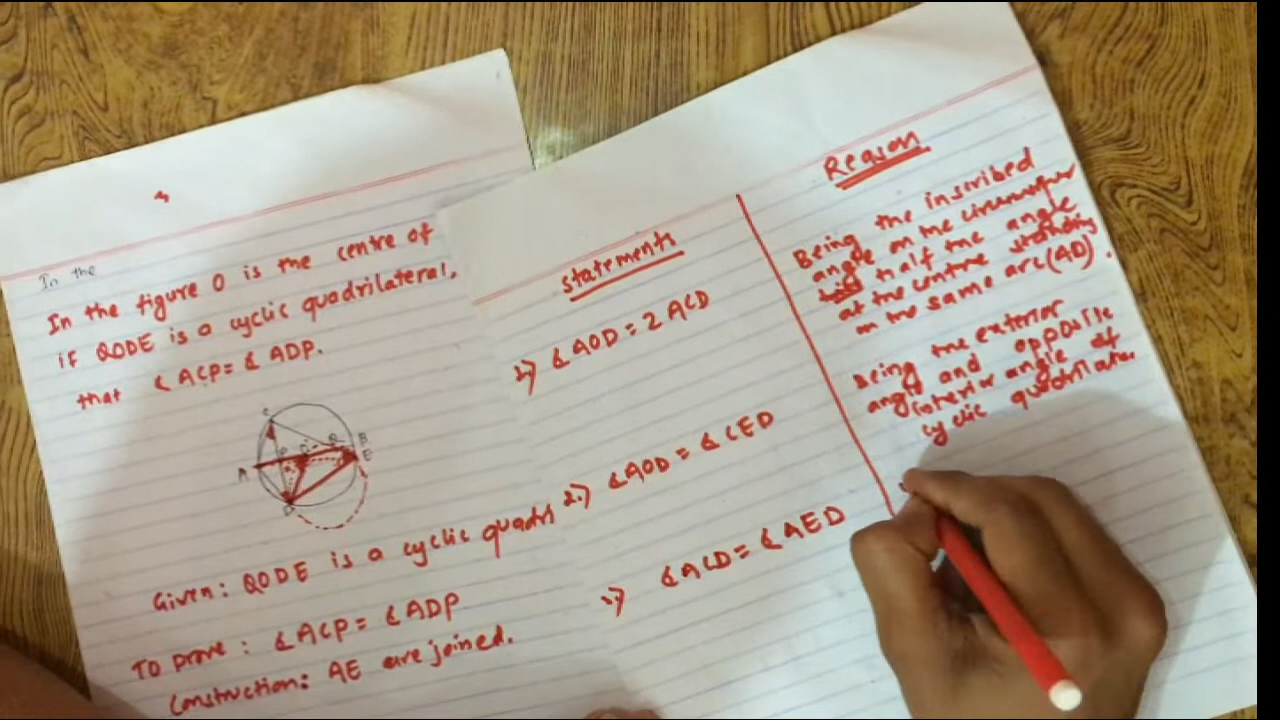 In the
In the figure O is the centre of
if QODE is a cyclic quadrilateral,
that ∡ ACP = ∡ ADP.
C
A
P
O
Q
B
E
D
Given: QODE is a cyclic quadri
To prove : ∡ACP = ∡ADP
Construction: AE are joined.
Statements
1.) ∡ AOD = 2 ACD
2.) ∡AOD = ∡CED
∡ACD = ∡AED
Reason
Being the inscribed
angle on the circumference
half the angle
at the centre standing
on the same arc (AD).
Being the exterior
angle and opposite
interior angle of
cyclic quadrilateral